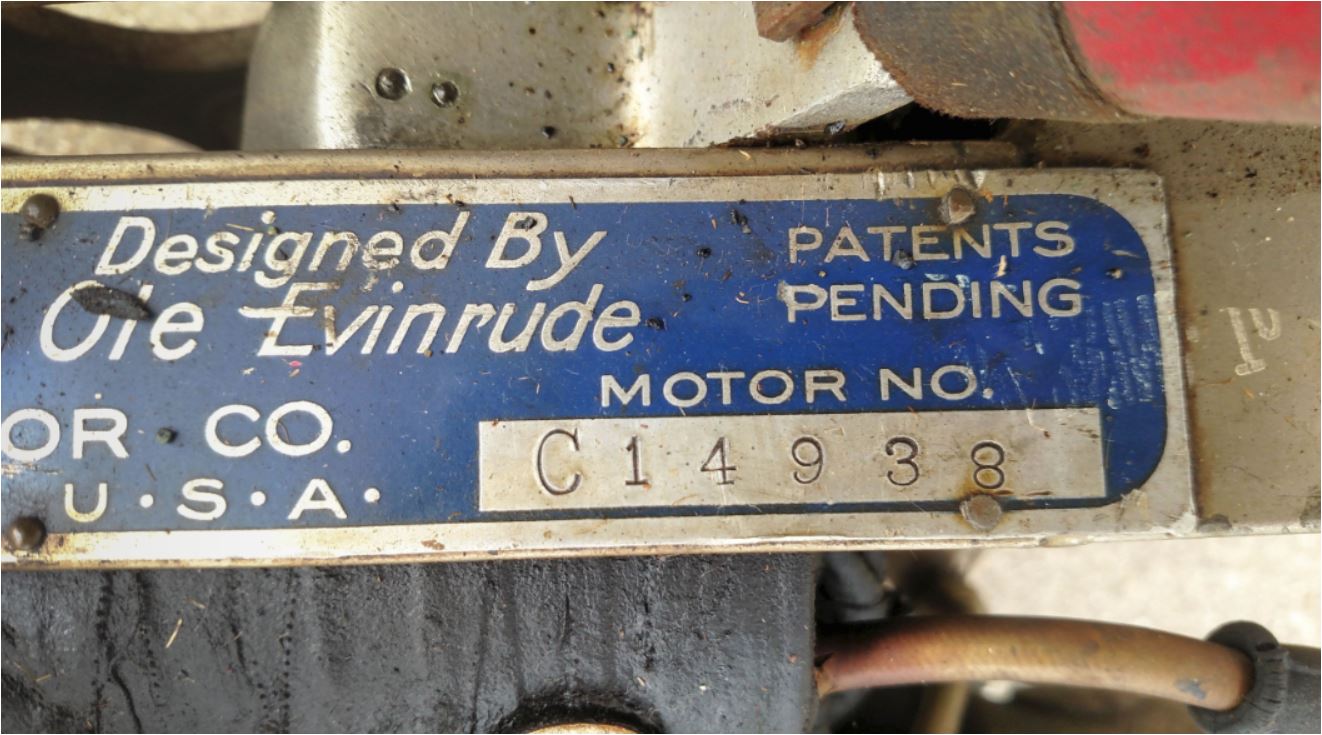 Designed By
Ole Evinrude
PATENTS
PENDING
MOTOR NO.
OR CO.
C14938
U.S.A.